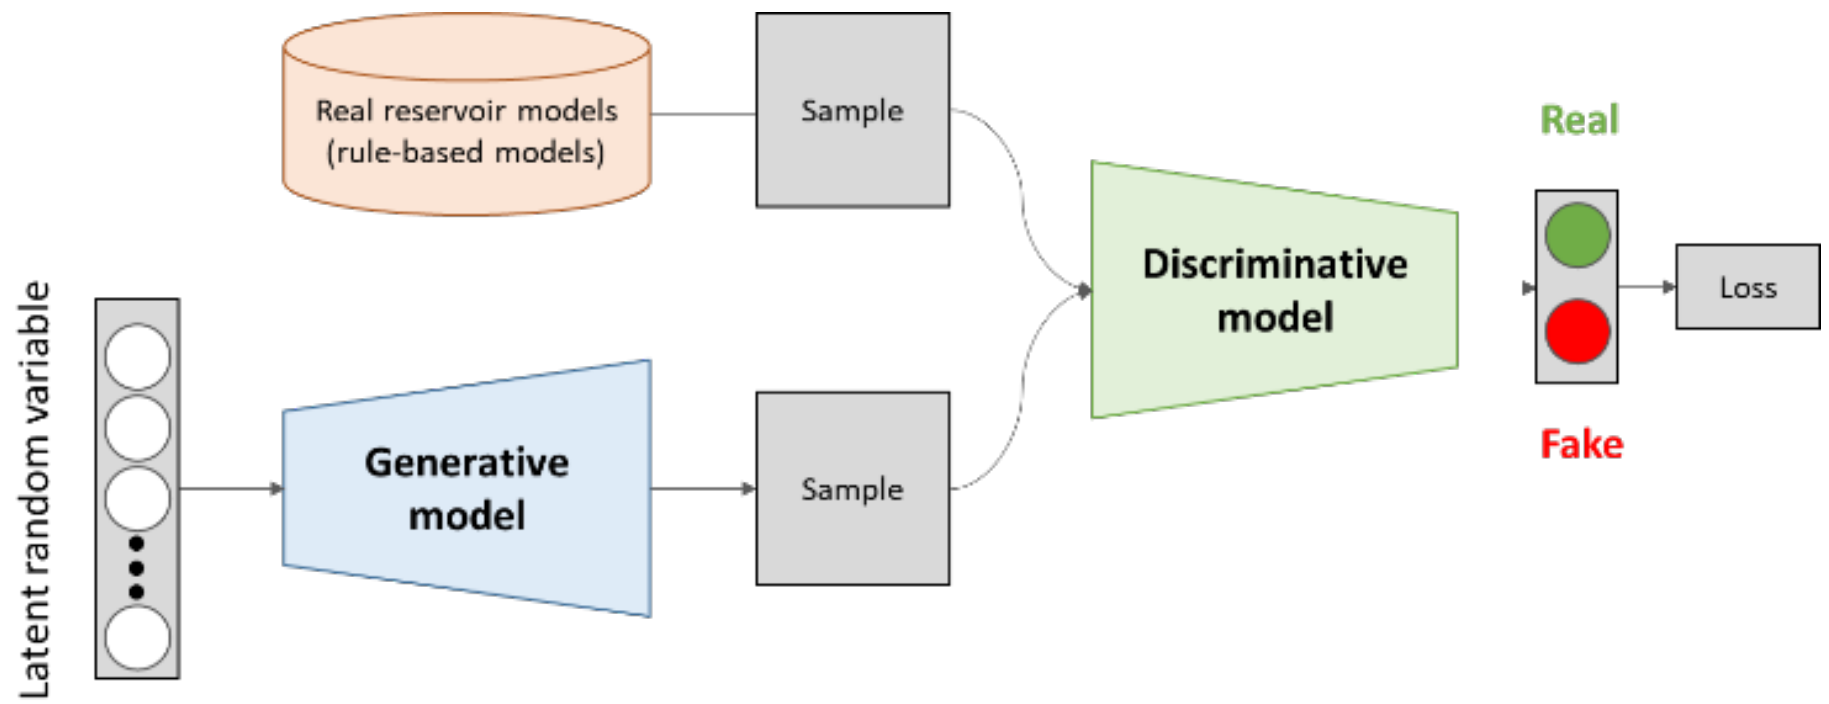 Real reservoir models
(rule-based models)
Sample
Real
Discriminative
model
Loss
Latent random variable
Generative
model
Sample
Fake